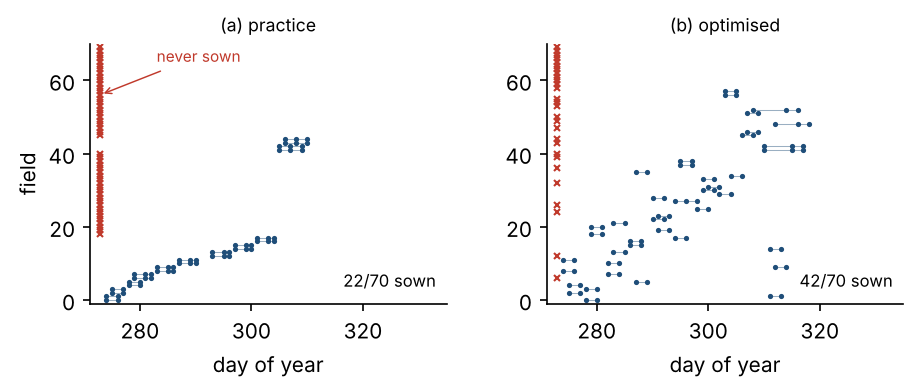 (a) practice
never sown
field
60
40
20
0
22/70 sown
280
300
320
day of year
(b) optimised
60
40
20
0
42/70 sown
280
300
320
day of year